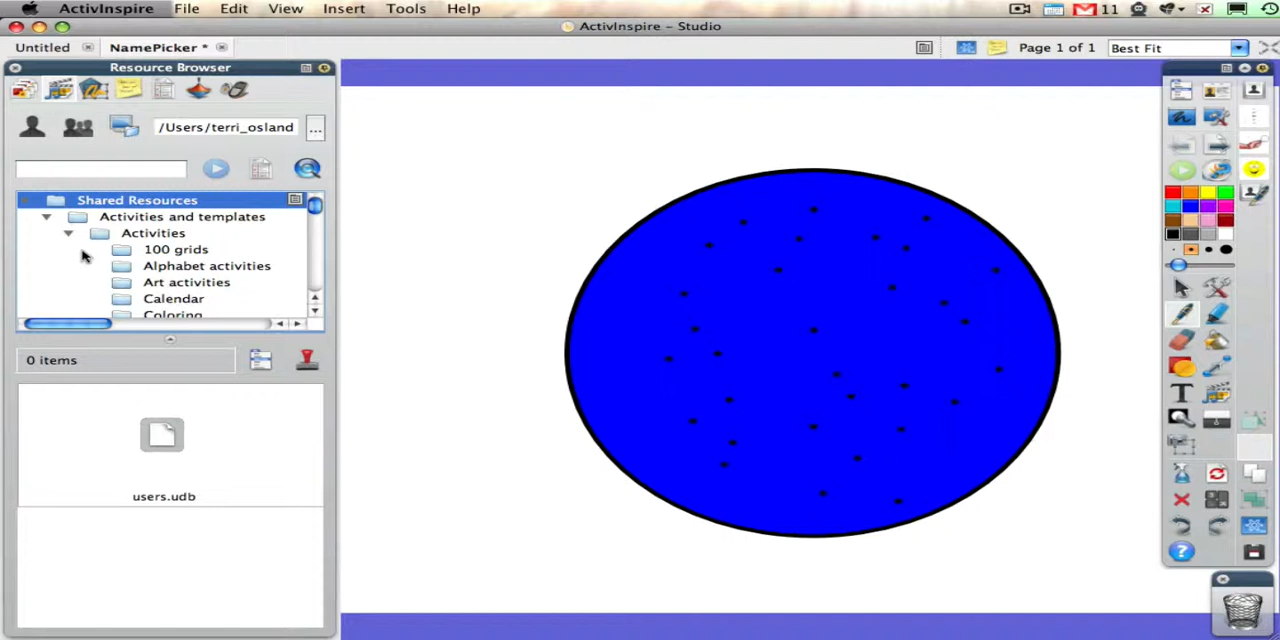 ActivInspire File Edit View Insert Tools Help 11
ActivInspire - Studio
Untitled NamePicker * Page 1 of 1 Best Fit
Resource Browser
/Users/terri_osland ...
Shared Resources
Activities and templates
Activities
100 grids
Alphabet activities
Art activities
Calendar
Coloring
0 items
users.udb
T
?